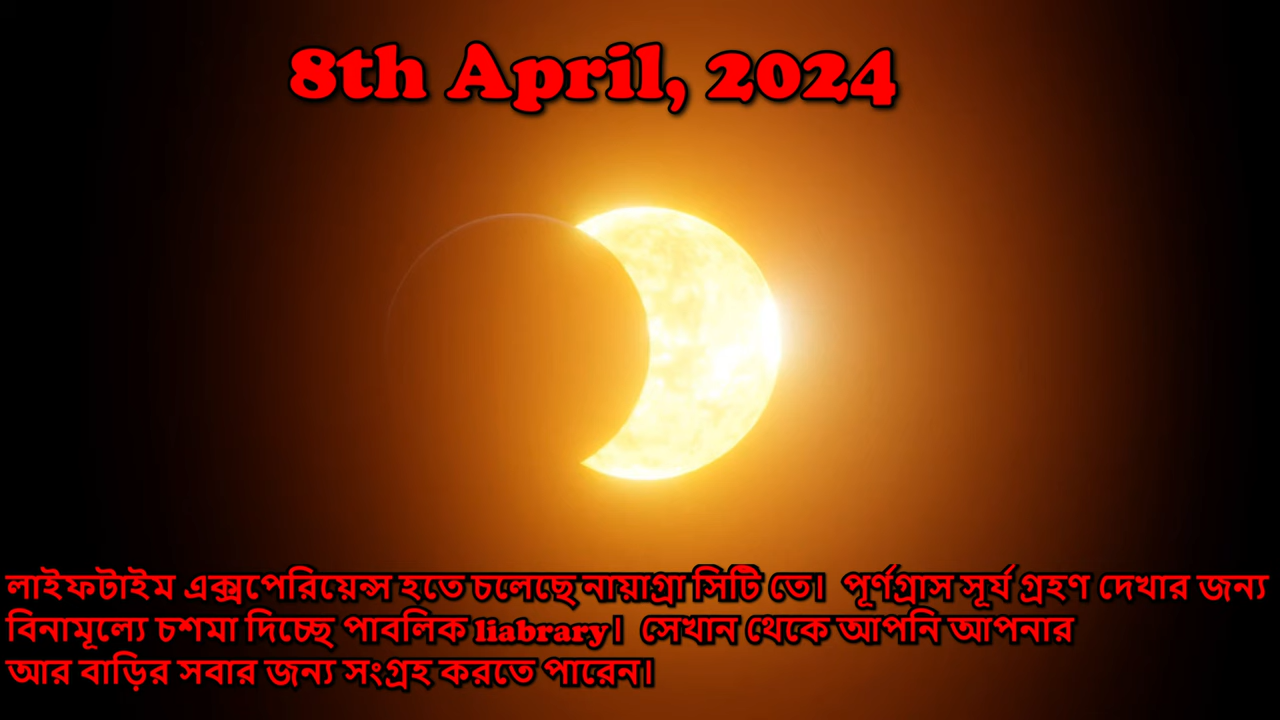 8th April, 2024
লাইফটাইম এক্সপেরিয়েন্স হতে চলেছে নায়াগ্রা সিটি তে। পূর্ণগ্রাস সূর্য গ্রহণ দেখার জন্য
বিনামূল্যে চশমা দিচ্ছে পাবলিক liabrary। সেখান থেকে আপনি আপনার
আর বাড়ির সবার জন্য সংগ্রহ করতে পারেন।